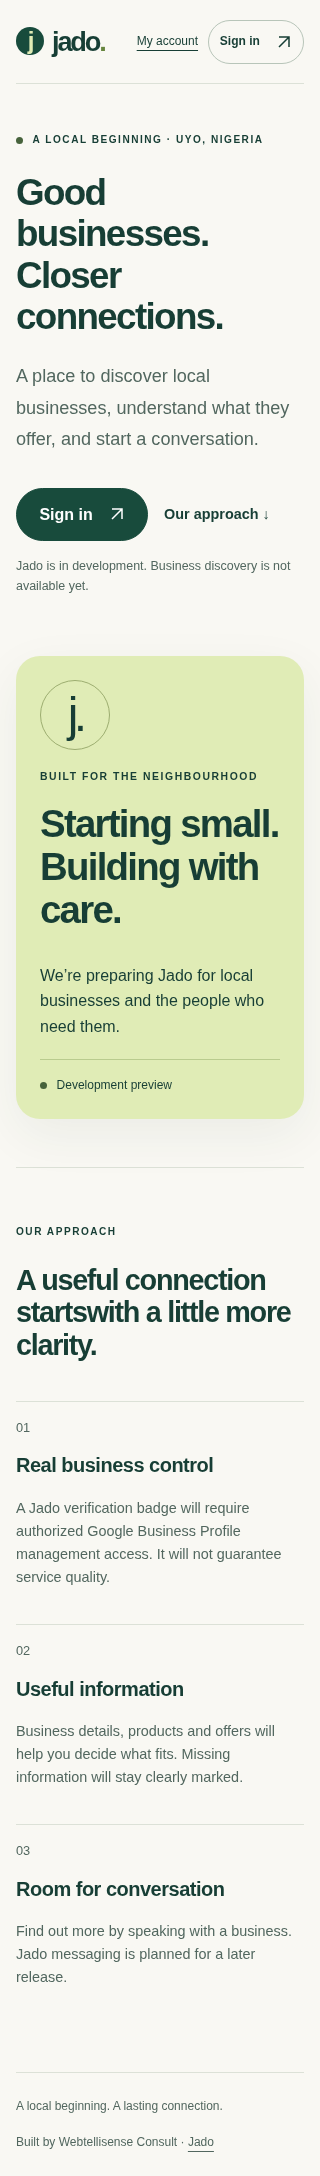 j jado.
My account
Sign in
A LOCAL BEGINNING · UYO, NIGERIA
Good
businesses.
Closer
connections.
A place to discover local
businesses, understand what they
offer, and start a conversation.
Sign in
Our approach ↓
Jado is in development. Business discovery is not
available yet.
j.
BUILT FOR THE NEIGHBOURHOOD
Starting small.
Building with
care.
We’re preparing Jado for local
businesses and the people who
need them.
Development preview
OUR APPROACH
A useful connection
startswith a little more
clarity.
01
Real business control
A Jado verification badge will require
authorized Google Business Profile
management access. It will not guarantee
service quality.
02
Useful information
Business details, products and offers will
help you decide what fits. Missing
information will stay clearly marked.
03
Room for conversation
Find out more by speaking with a business.
Jado messaging is planned for a later
release.
A local beginning. A lasting connection.
Built by Webtellisense Consult · Jado